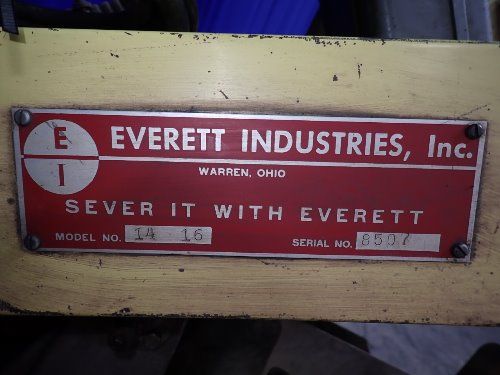 E
I
EVERETT INDUSTRIES, Inc.
WARREN, OHIO
SEVER IT WITH EVERETT
MODEL NO. 14 16
SERIAL NO. 8507